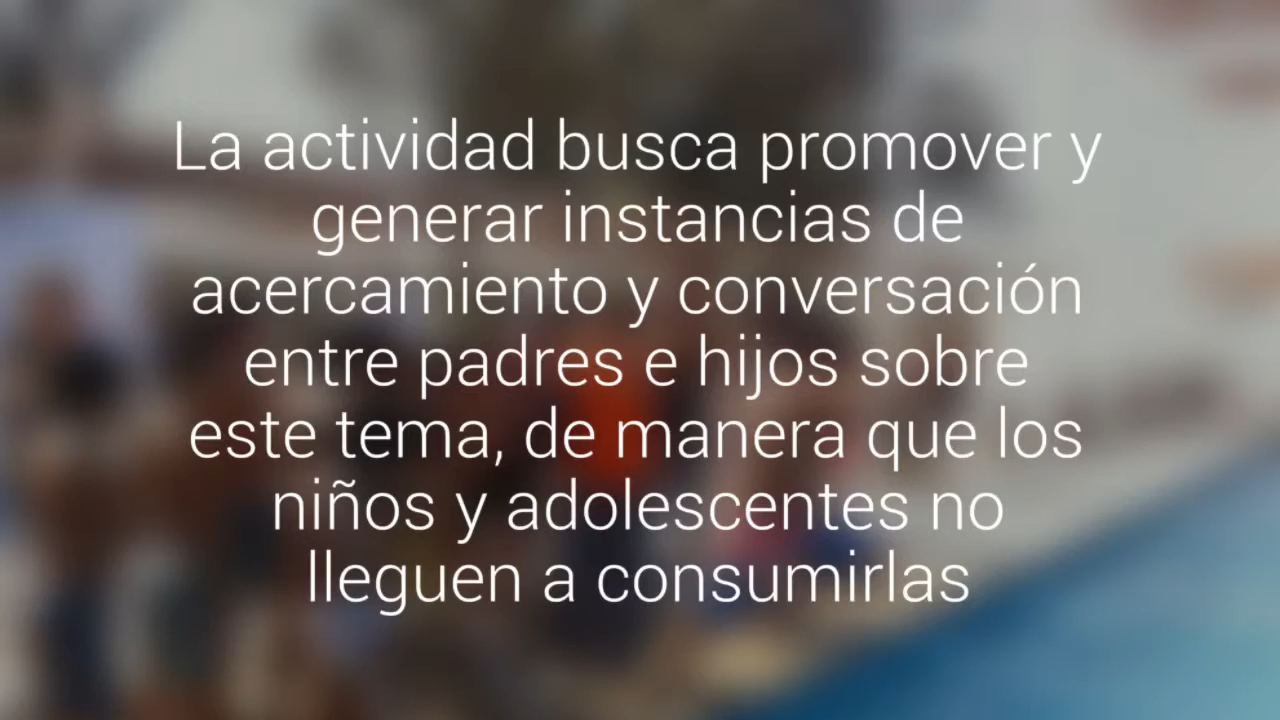 La actividad busca promover y
generar instancias de
acercamiento y conversación
entre padres e hijos sobre
este tema, de manera que los
niños y adolescentes no
lleguen a consumirlas